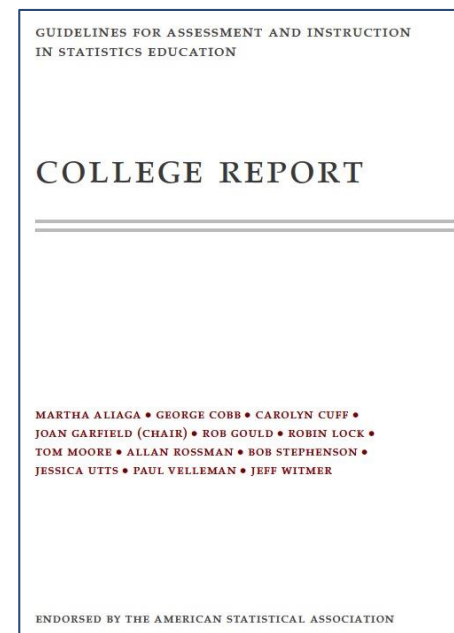 GUIDELINES FOR ASSESSMENT AND INSTRUCTION
IN STATISTICS EDUCATION
COLLEGE REPORT
MARTHA ALIAGA • GEORGE COBB • CAROLYN CUFF •
JOAN GARFIELD (CHAIR) • ROB GOULD • ROBIN LOCK •
TOM MOORE • ALLAN ROSSMAN • BOB STEPHENSON •
JESSICA UTTS • PAUL VELLEMAN • JEFF WITMER
ENDORSED BY THE AMERICAN STATISTICAL ASSOCIATION